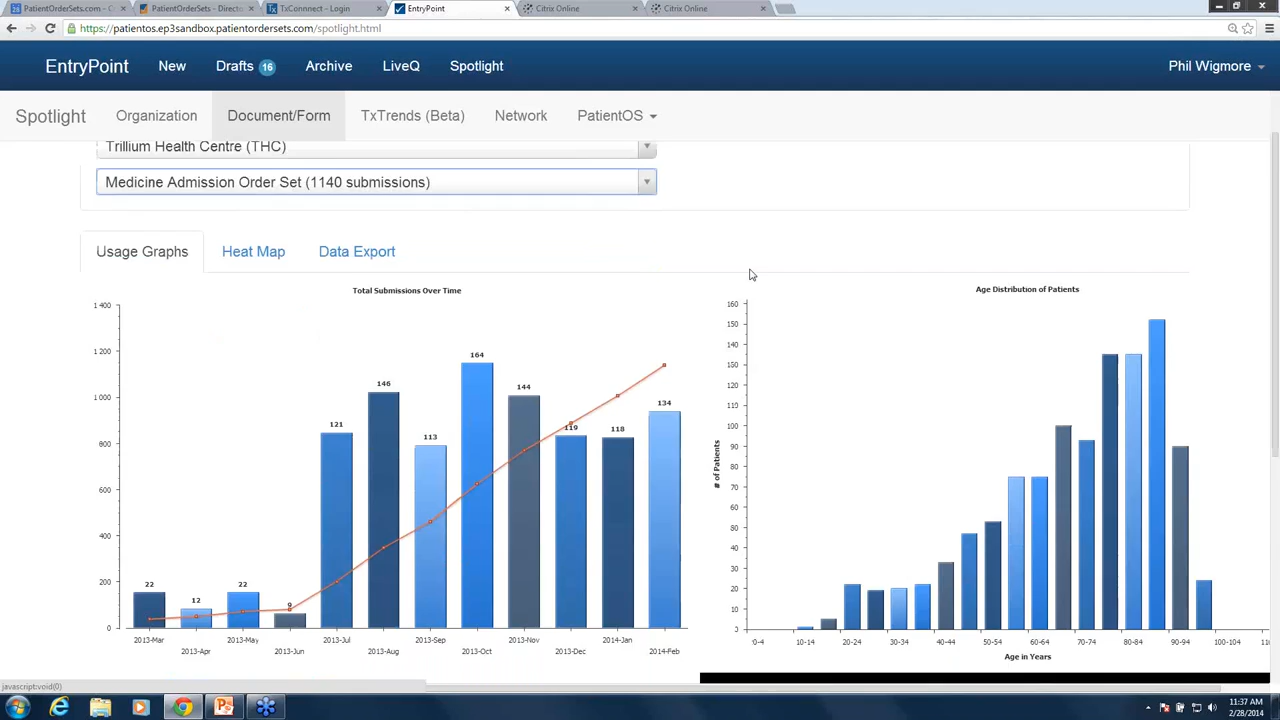 PatientOrderSets.com - C
PatientOrderSets - Direct
TxConnect -- Login
EntryPoint
Citrix Online
Citrix Online
https://patientos.ep3sandbox.patientordersets.com/spotlight.html
EntryPoint
New
Drafts 16
Archive
LiveQ
Spotlight
Phil Wigmore
Spotlight
Organization
Document/Form
TxTrends (Beta)
Network
PatientOS
Trillium Health Centre (THC)
Medicine Admission Order Set (1140 submissions)
Usage Graphs
Heat Map
Data Export
Total Submissions Over Time
1 400
1 200
1 000
800
600
400
200
0
22
12
22
9
121
146
113
164
144
119
118
134
2013-Mar
2013-Apr
2013-May
2013-Jun
2013-Jul
2013-Aug
2013-Sep
2013-Oct
2013-Nov
2013-Dec
2014-Jan
2014-Feb
Age Distribution of Patients
# of Patients
160
150
140
130
120
110
100
90
80
70
60
50
40
30
20
10
0
0-4
10-14
20-24
30-34
40-44
50-54
60-64
70-74
80-84
90-94
100-104
Age in Years
javascript:void(0)
11:37 AM
2/28/2014